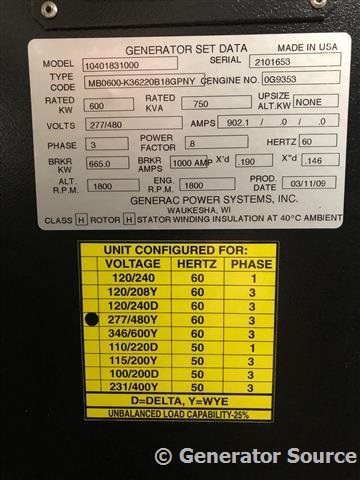 GENERATOR SET DATA MADE IN USA
MODEL 10401831000 SERIAL 2101653
TYPE CODE MB0600-K36220B18GPNY C ENGINE NO. 0G9353
RATED KW 600 RATED KVA 750 UPSIZE ALT.KW NONE
VOLTS 277/480 AMPS 902.1 / .0 / .0
PHASE 3 POWER FACTOR .8 HERTZ 60
BRKR KW 665.0 BRKR AMPS 1000 AMP X'd .190 X"d .146
ALT. R.P.M. 1800 ENG. R.P.M. 1800 PROD. DATE 03/11/09
GENERAC POWER SYSTEMS, INC.
WAUKESHA, WI
CLASS H ROTOR H STATOR WINDING INSULATION AT 40°C AMBIENT
UNIT CONFIGURED FOR:
VOLTAGE HERTZ PHASE
120/240 60 1
120/208Y 60 3
120/240D 60 3
277/480Y 60 3
346/600Y 60 3
110/220D 50 1
115/200Y 50 3
100/200D 50 3
231/400Y 50 3
D=DELTA, Y=WYE
UNBALANCED LOAD CAPABILITY-25%
© Generator Source